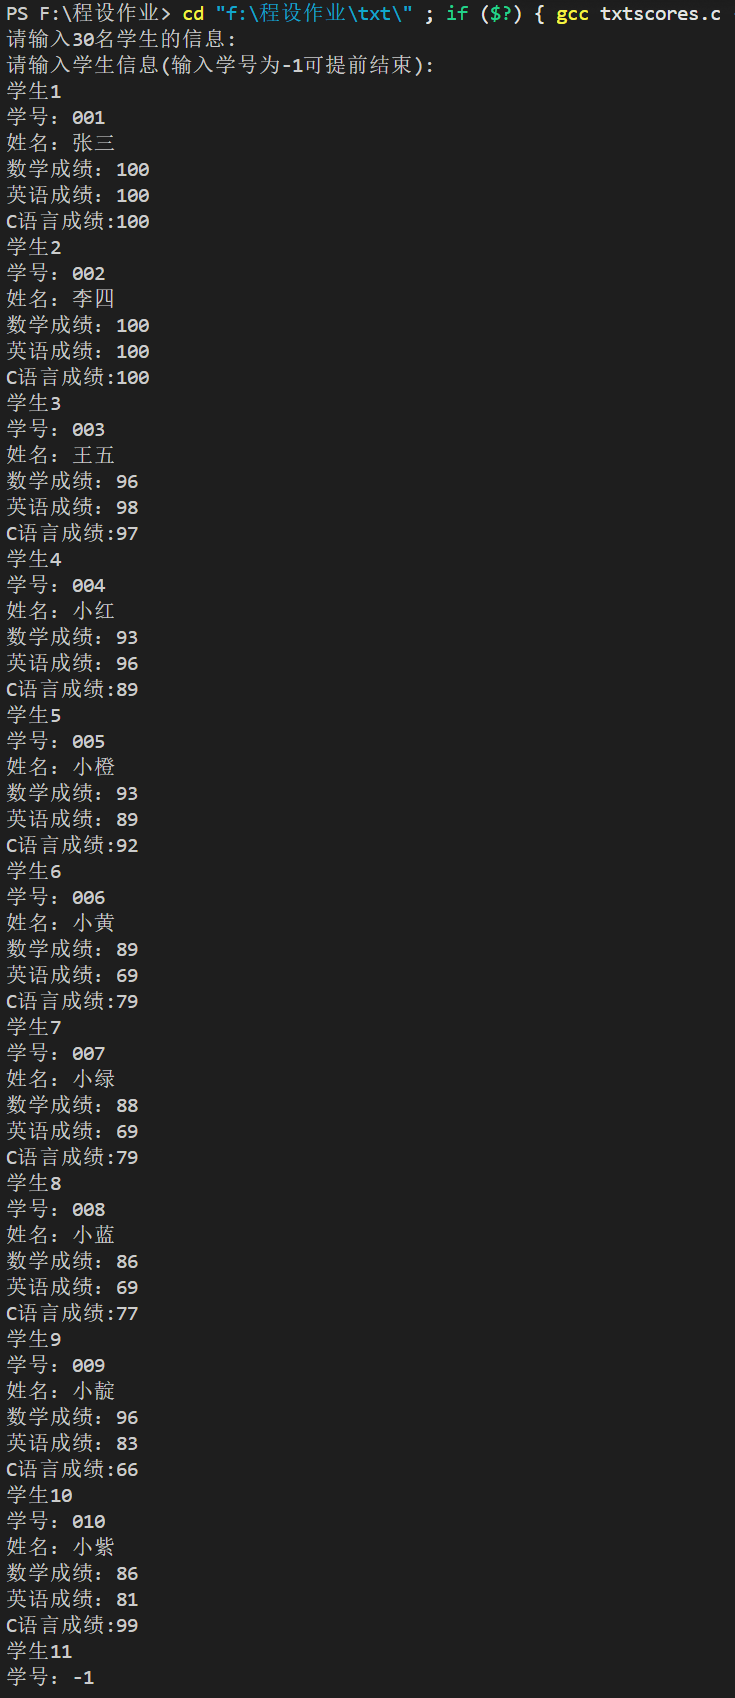 PS F:\程设作业> cd "f:\程设作业\txt\" ; if ($?) { gcc txtscores.c
请输入30名学生的信息:
请输入学生信息(输入学号为-1可提前结束):
学生1
学号：001
姓名：张三
数学成绩：100
英语成绩：100
C语言成绩:100
学生2
学号：002
姓名：李四
数学成绩：100
英语成绩：100
C语言成绩:100
学生3
学号：003
姓名：王五
数学成绩：96
英语成绩：98
C语言成绩:97
学生4
学号：004
姓名：小红
数学成绩：93
英语成绩：96
C语言成绩:89
学生5
学号：005
姓名：小橙
数学成绩：93
英语成绩：89
C语言成绩:92
学生6
学号：006
姓名：小黄
数学成绩：89
英语成绩：69
C语言成绩:79
学生7
学号：007
姓名：小绿
数学成绩：88
英语成绩：69
C语言成绩:79
学生8
学号：008
姓名：小蓝
数学成绩：86
英语成绩：69
C语言成绩:77
学生9
学号：009
姓名：小靛
数学成绩：96
英语成绩：83
C语言成绩:66
学生10
学号：010
姓名：小紫
数学成绩：86
英语成绩：81
C语言成绩:99
学生11
学号：-1